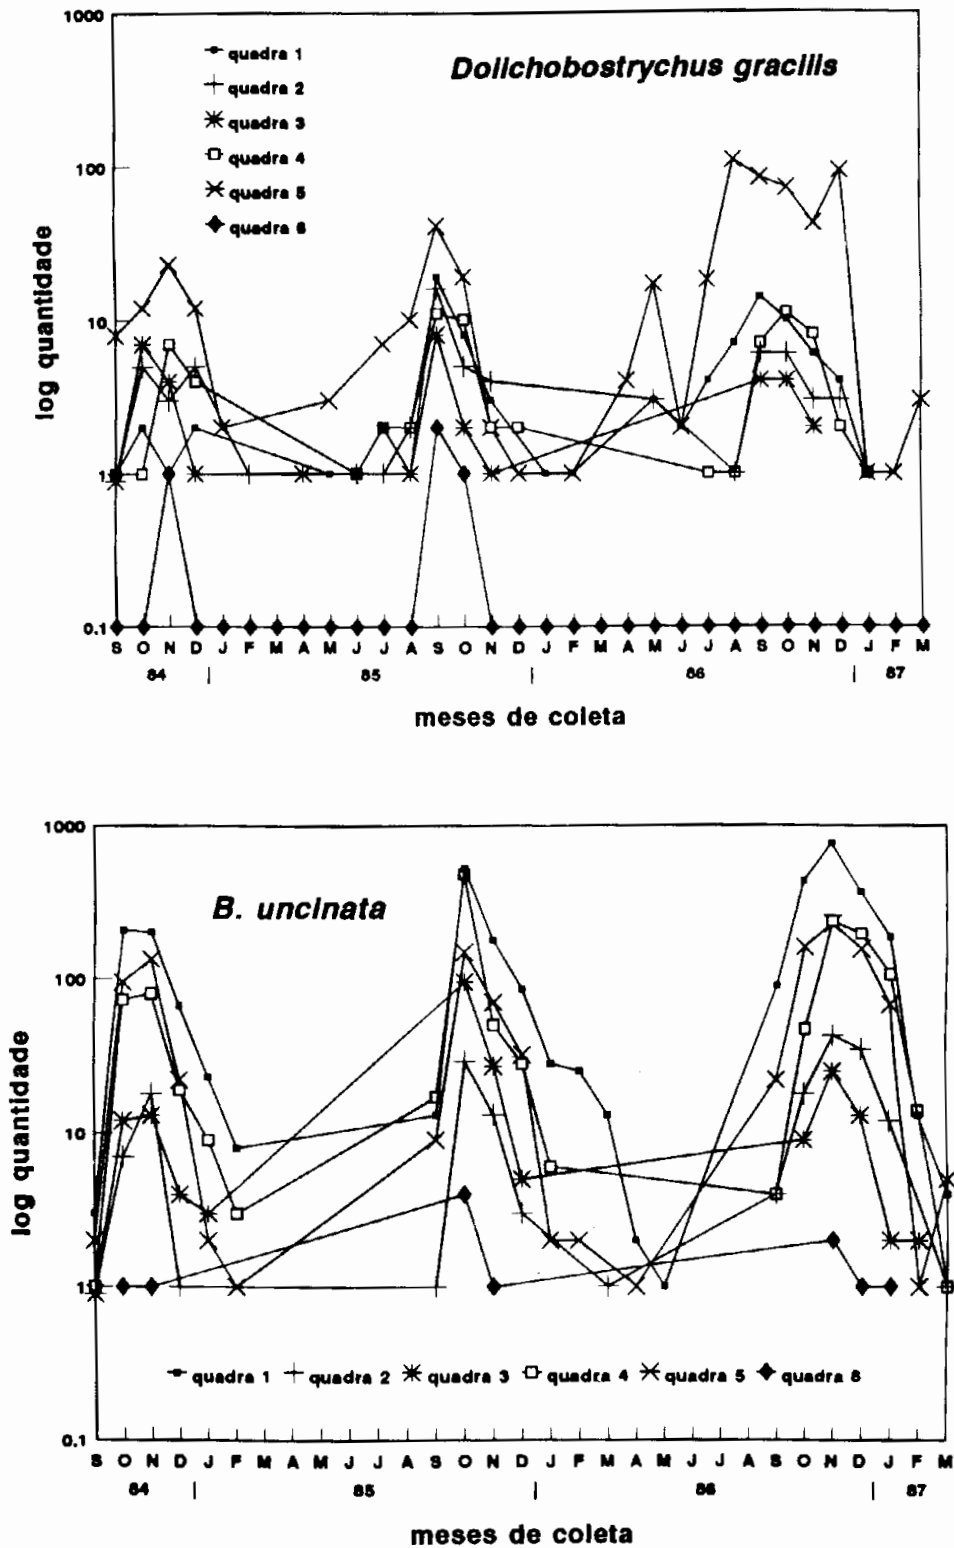 1000
100
10
1
0.1
log quantidade
Dolichobostrychus gracilis
quadra 1
quadra 2
quadra 3
quadra 4
quadra 5
quadra 6
S O N D J F M A M J J A S O N D J F M A M J J A S O N D J F M
84 | 85 | 86 | 87
meses de coleta
1000
100
10
1
0.1
log quantidade
B. uncinata
quadra 1 quadra 2 quadra 3 quadra 4 quadra 5 quadra 6
S O N D J F M A M J J A S O N D J F M A M J J A S O N D J F M
84 | 85 | 86 | 87
meses de coleta